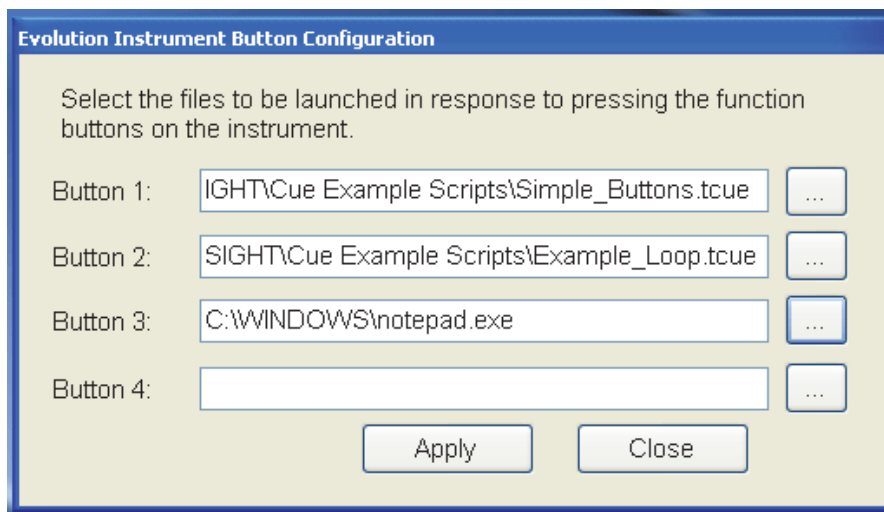 Evolution Instrument Button Configuration
Select the files to be launched in response to pressing the function
buttons on the instrument.
Button 1: IGHT\Cue Example Scripts\Simple_Buttons.tcue ...
Button 2: SIGHT\Cue Example Scripts\Example_Loop.tcue ...
Button 3: C:\WINDOWS\notepad.exe ...
Button 4: ...
Apply Close